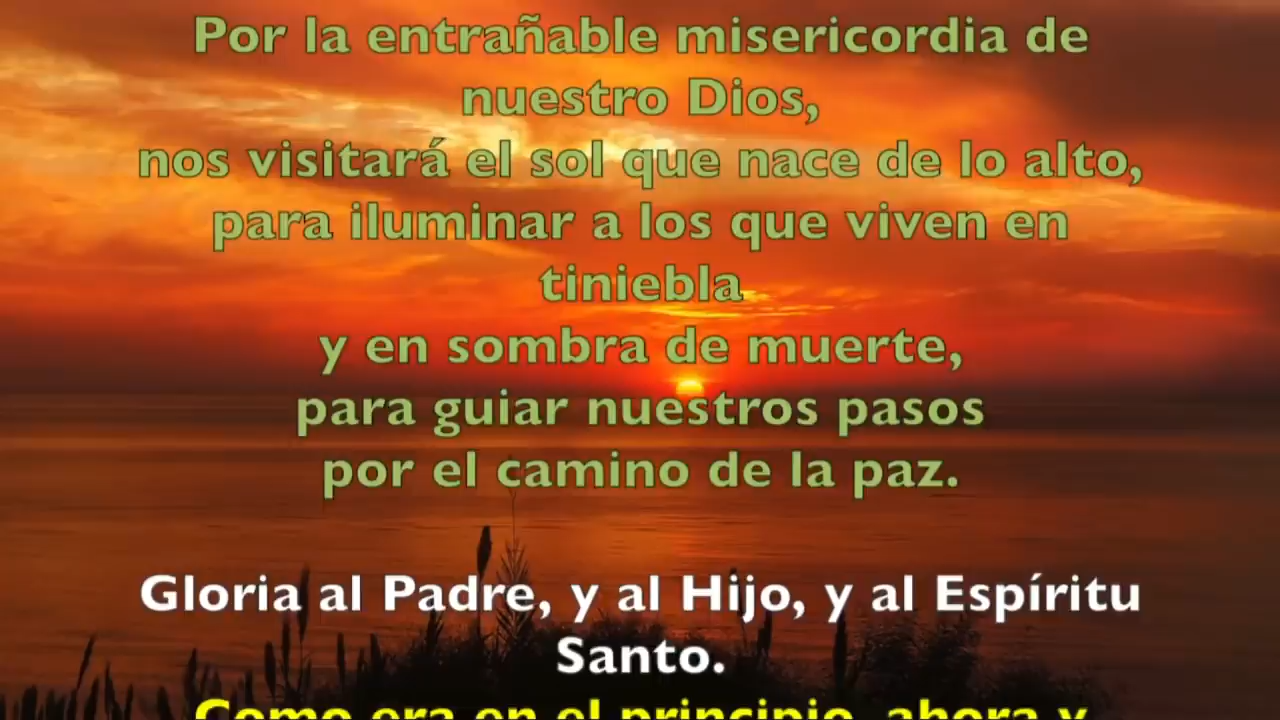 Por la entrañable misericordia de
nuestro Dios,
nos visitará el sol que nace de lo alto,
para iluminar a los que viven en
tiniebla
y en sombra de muerte,
para guiar nuestros pasos
por el camino de la paz.
Gloria al Padre, y al Hijo, y al Espíritu
Santo.
Como era en el principio, ahora y